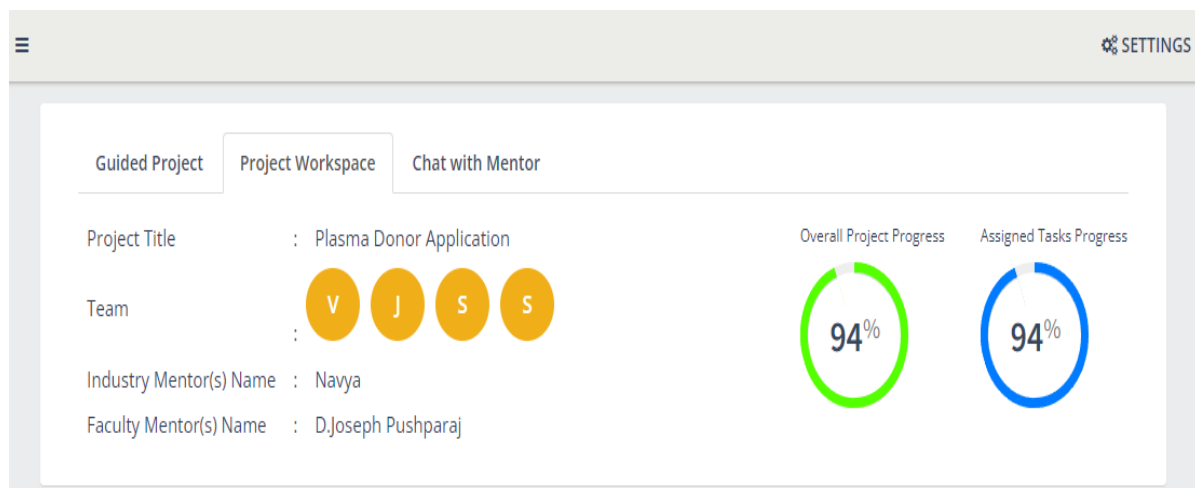 SETTINGS
Guided Project Project Workspace Chat with Mentor
Project Title : Plasma Donor Application
Overall Project Progress Assigned Tasks Progress
Team : V J S S
94% 94%
Industry Mentor(s) Name : Navya
Faculty Mentor(s) Name : D.Joseph Pushparaj